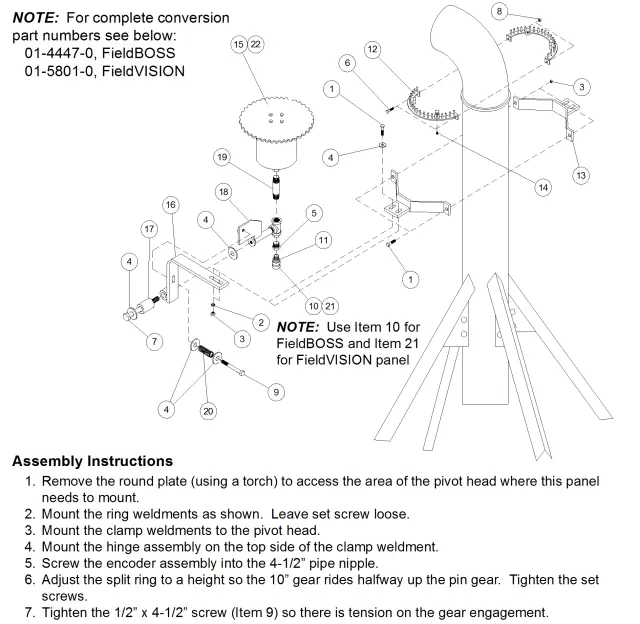 NOTE:  For complete conversion
part numbers see below:
01-4447-0, FieldBOSS
01-5801-0, FieldVISION
15 22
8
12
6
3
1
4
19
13
14
18
16
4
5
17
11
4
1
10 21
2
7
3
NOTE:  Use Item 10 for
FieldBOSS and Item 21
for FieldVISION panel
9
4
20
Assembly Instructions
1. Remove the round plate (using a torch) to access the area of the pivot head where this panel
needs to mount.
2. Mount the ring weldments as shown.  Leave set screw loose.
3. Mount the clamp weldments to the pivot head.
4. Mount the hinge assembly on the top side of the clamp weldment.
5. Screw the encoder assembly into the 4-1/2” pipe nipple.
6. Adjust the split ring to a height so the 10” gear rides halfway up the pin gear.  Tighten the set
screws.
7. Tighten the 1/2” x 4-1/2” screw (Item 9) so there is tension on the gear engagement.